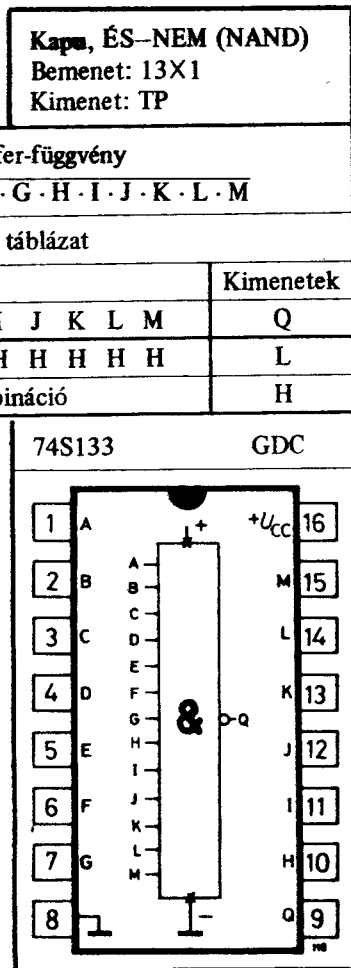 Kapu, ÉS–NEM (NAND)
Bemenet: 13X1
Kimenet: TP
fer-függvény
· G · H · I · J · K · L · M
táblázat
Kimenetek
I J K L M Q
H H H H H L
bináció H
74S133 GDC
1 A + +UCC 16
2 B M 15
3 C L 14
4 D K 13
5 E J 12
6 F I 11
7 G H 10
8 – Q 9
A
B
C
D
E
F
G & Q
H
I
J
K
L
M